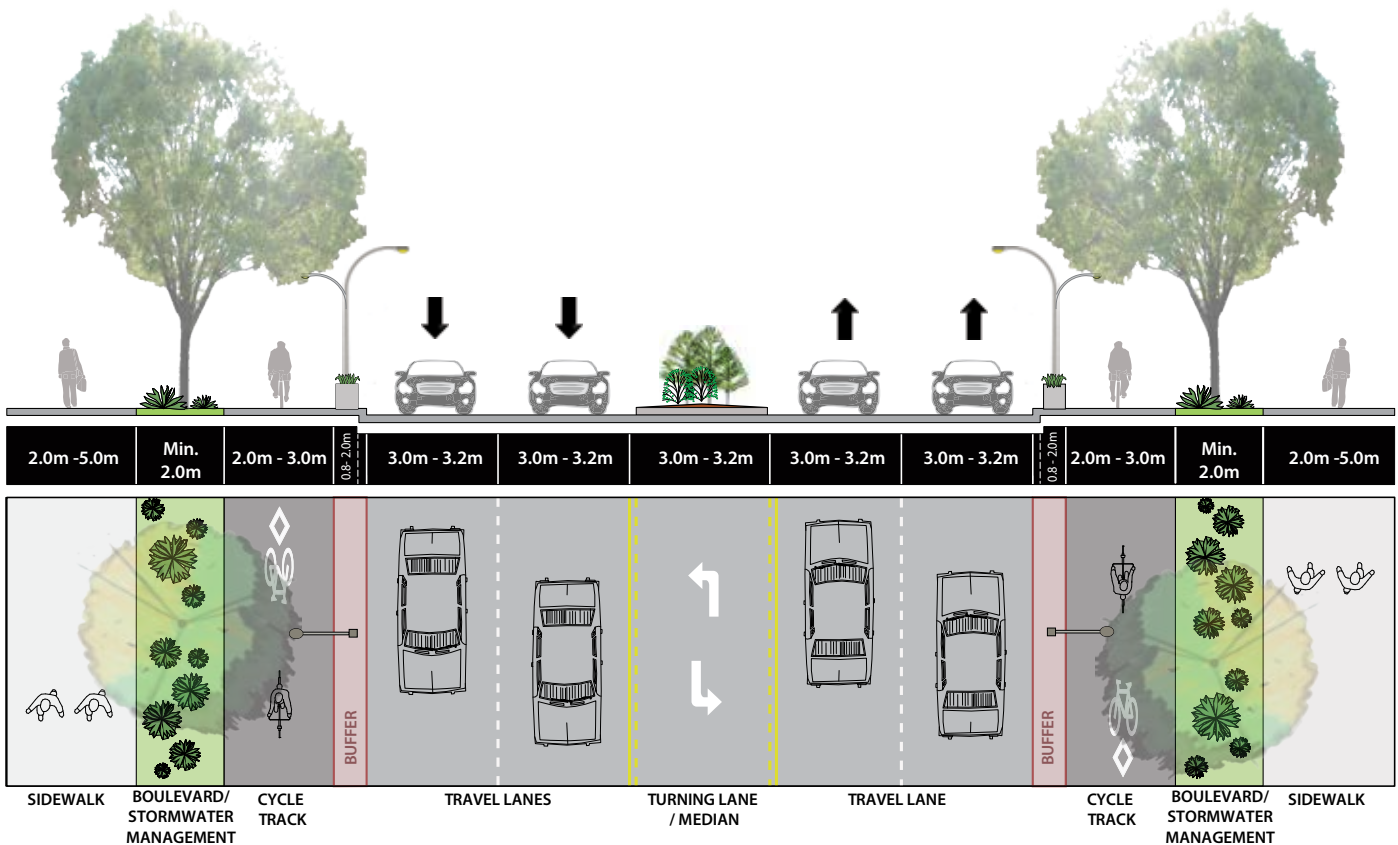 2.0m -5.0m
Min.
2.0m
2.0m - 3.0m
0.8- 2.0m
3.0m - 3.2m
3.0m - 3.2m
3.0m - 3.2m
3.0m - 3.2m
3.0m - 3.2m
0.8 - 2.0m
2.0m - 3.0m
Min.
2.0m
2.0m -5.0m
BUFFER
BUFFER
SIDEWALK
BOULEVARD/
STORMWATER
MANAGEMENT
CYCLE
TRACK
TRAVEL LANES
TURNING LANE
/ MEDIAN
TRAVEL LANE
CYCLE
TRACK
BOULEVARD/
STORMWATER
MANAGEMENT
SIDEWALK